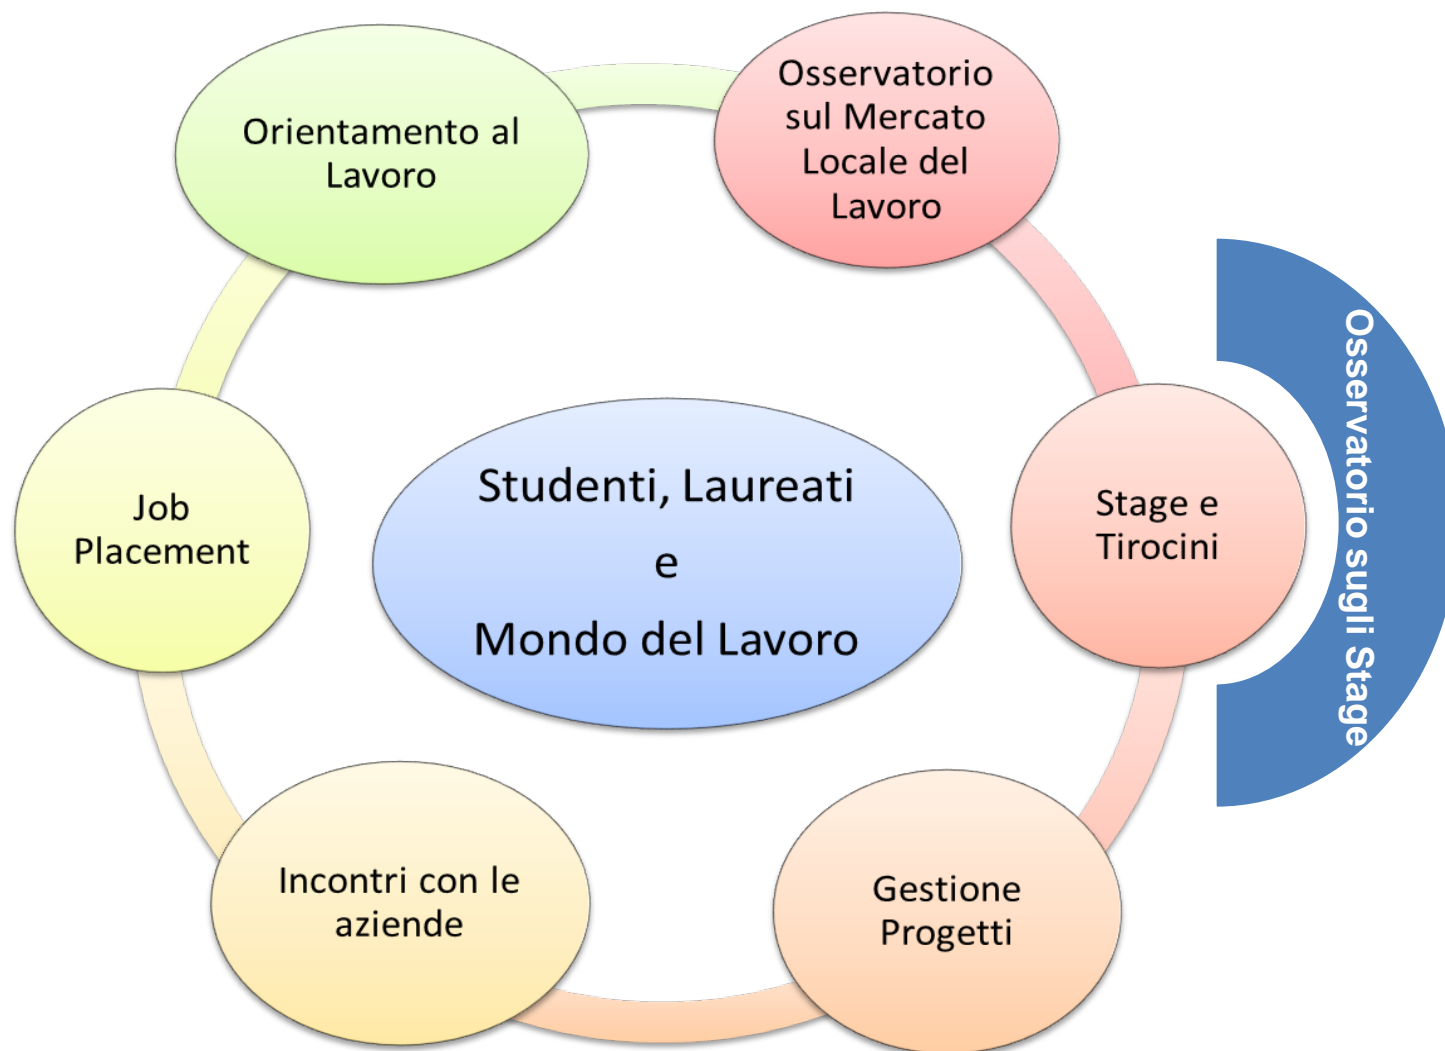 Orientamento al
Lavoro
Osservatorio
sul Mercato
Locale del
Lavoro
Job
Placement
Studenti, Laureati
e
Mondo del Lavoro
Stage e
Tirocini
Osservatorio sugli Stage
Incontri con le
aziende
Gestione
Progetti